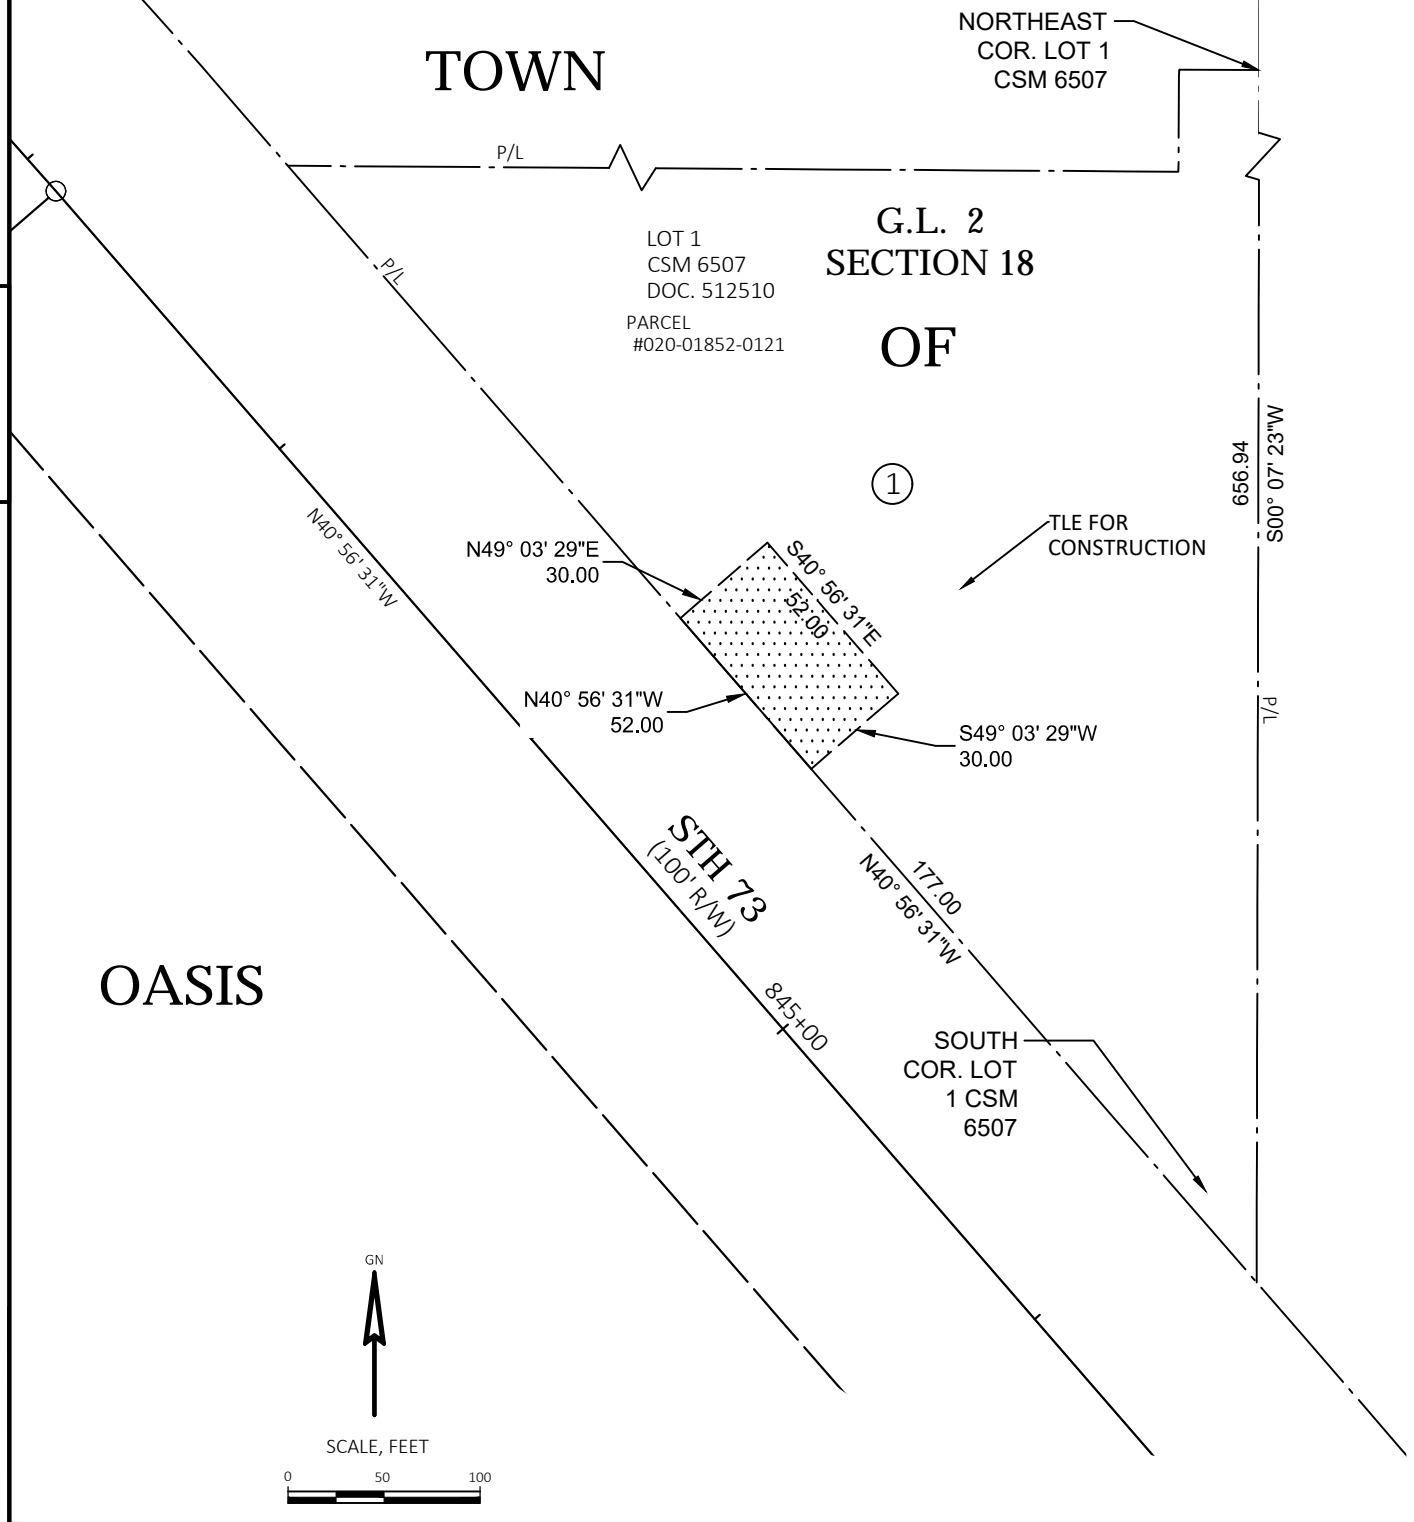 NORTHEAST
COR. LOT 1
CSM 6507
TOWN
P/L
G.L. 2
SECTION 18
LOT 1
CSM 6507
DOC. 512510
PARCEL
#020-01852-0121
P/L
OF
656.94
S00° 07' 23"W
1
TLE FOR
CONSTRUCTION
N40° 56' 31"W
N49° 03' 29"E
30.00
S40° 56' 31"E
52.00
N40° 56' 31"W
52.00
S49° 03' 29"W
30.00
P/L
STH 73
(100' R/W)
177.00
N40° 56' 31"W
OASIS
845+00
SOUTH
COR. LOT
1 CSM
6507
GN
SCALE, FEET
0 50 100